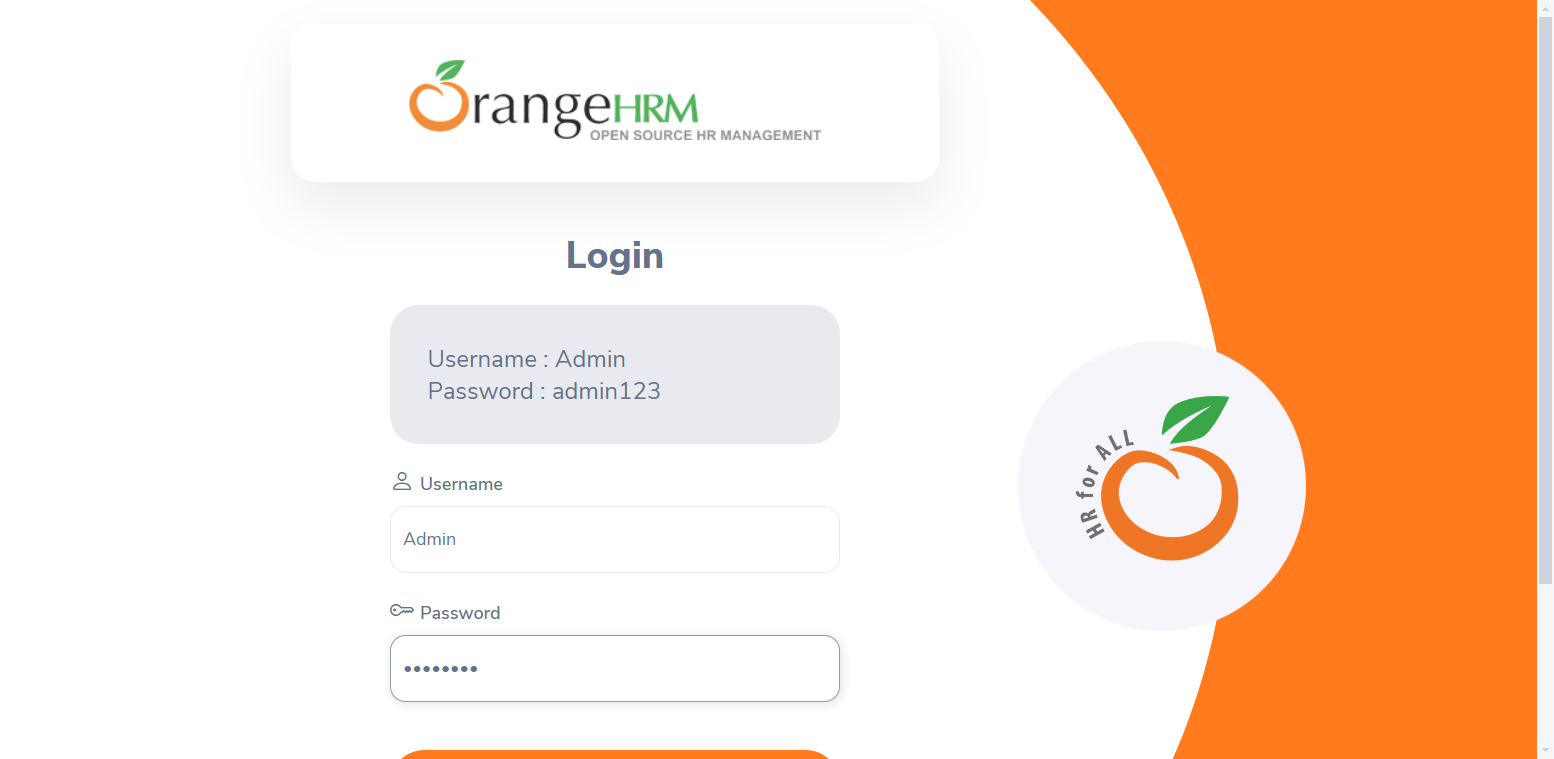 OrangeHRM
OPEN SOURCE HR MANAGEMENT
Login
Username : Admin
Password : admin123
Username
Admin
Password
••••••••
HR for ALL